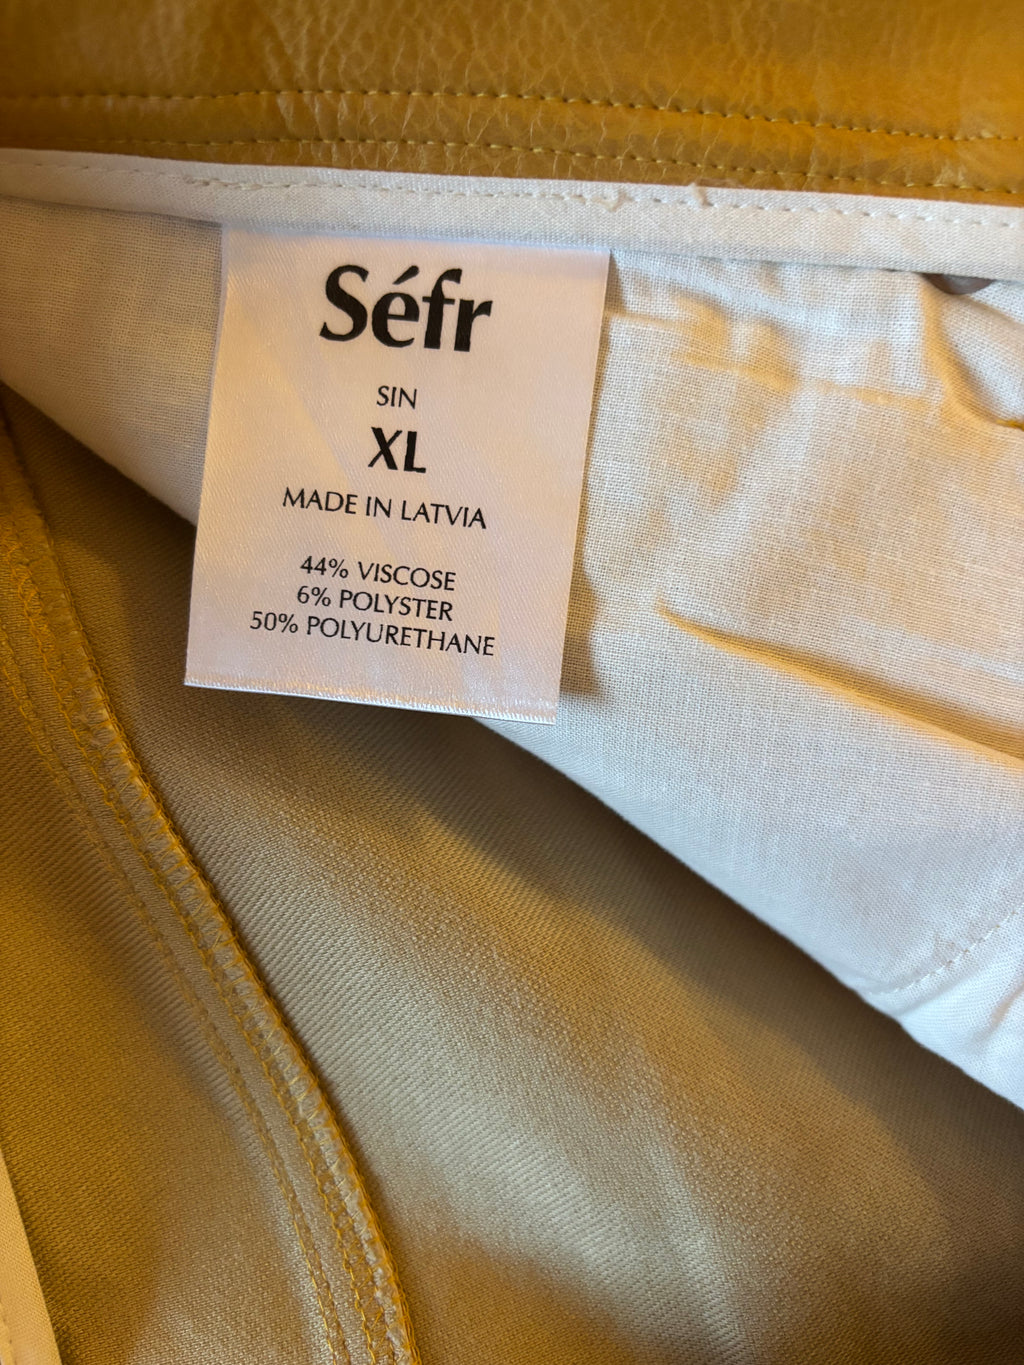 Séfr
SIN
XL
MADE IN LATVIA
44% VISCOSE
6% POLYSTER
50% POLYURETHANE